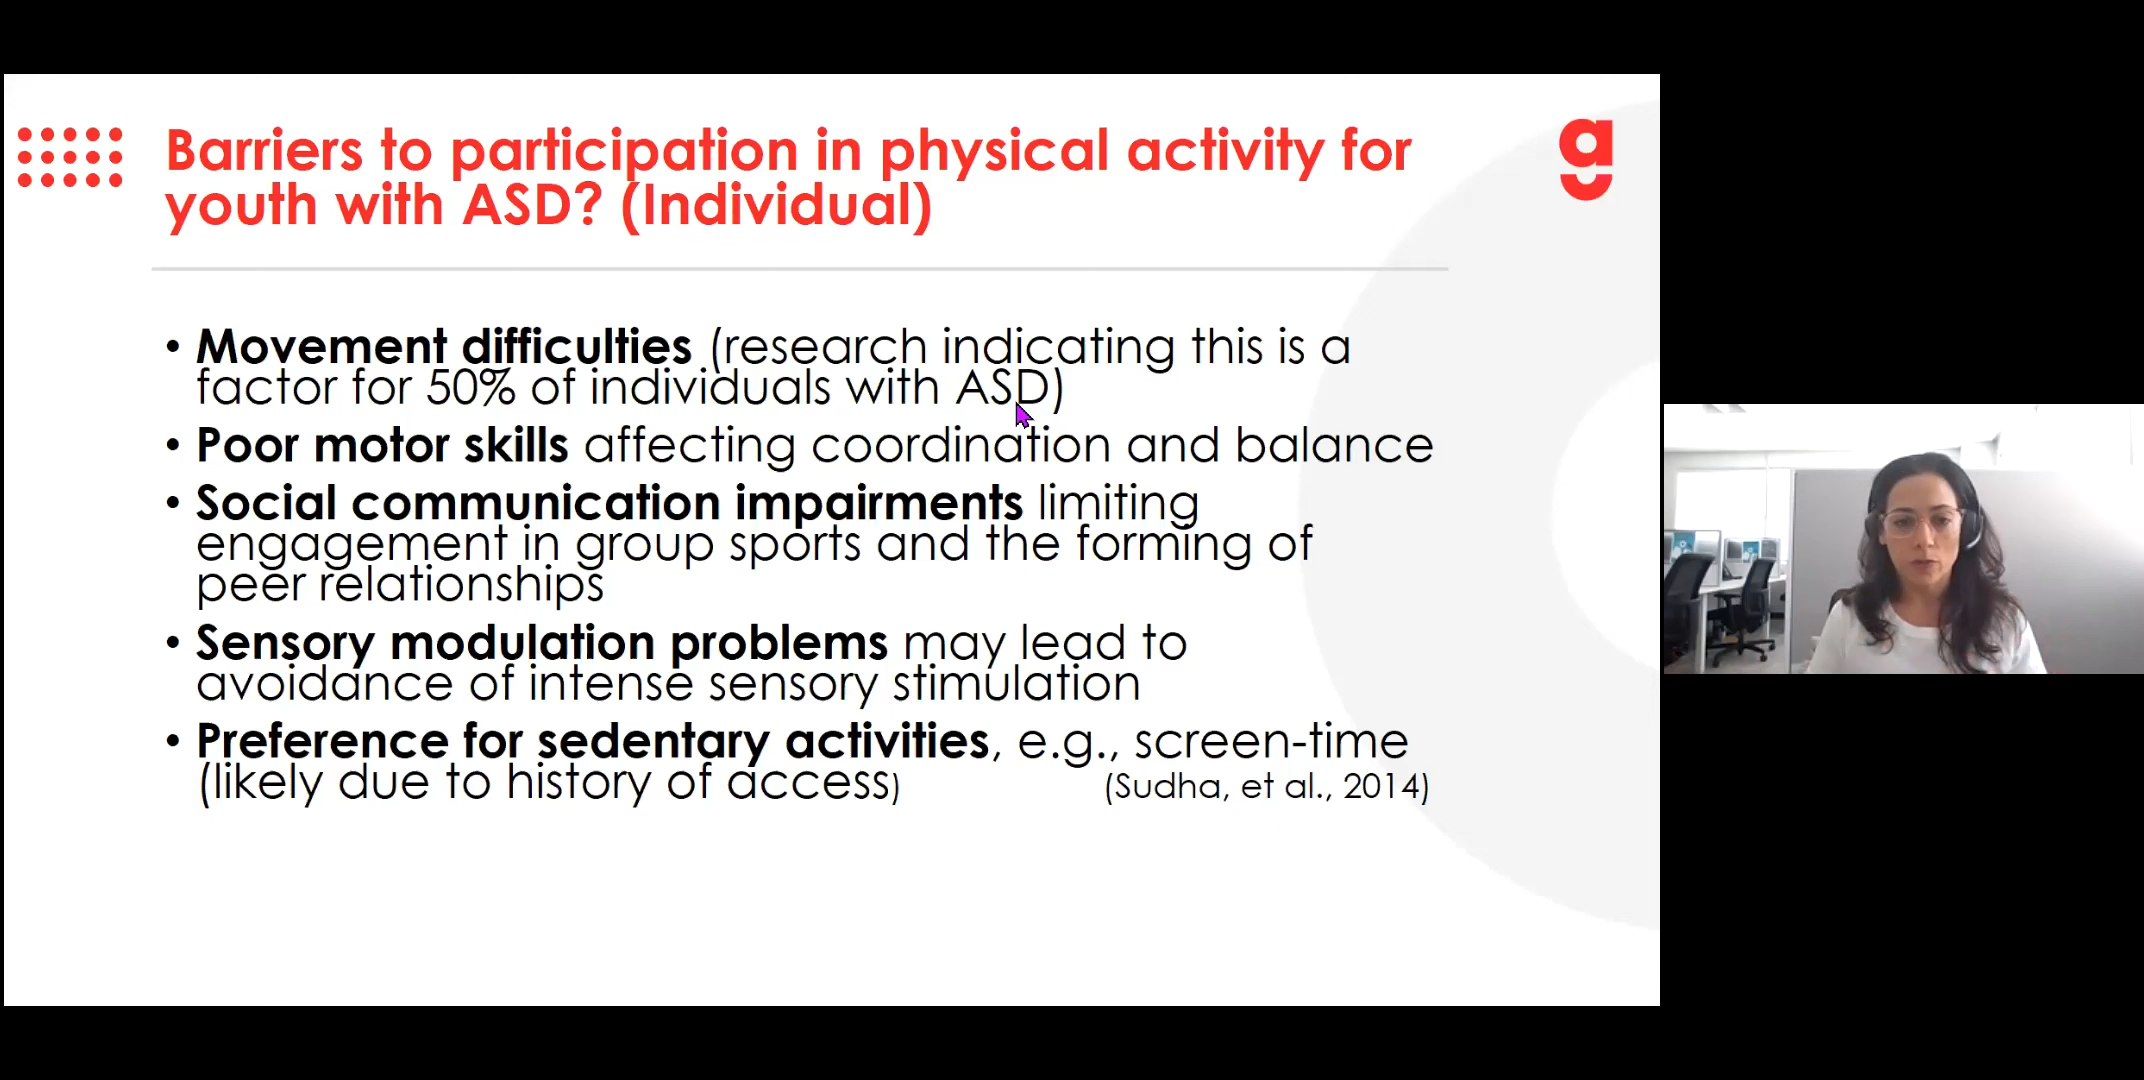 Barriers to participation in physical activity for
youth with ASD? (Individual)
• Movement difficulties (research indicating this is a
factor for 50% of individuals with ASD)
• Poor motor skills affecting coordination and balance
• Social communication impairments limiting
engagement in group sports and the forming of
peer relationships
• Sensory modulation problems may lead to
avoidance of intense sensory stimulation
• Preference for sedentary activities, e.g., screen-time
(likely due to history of access) (Sudha, et al., 2014)